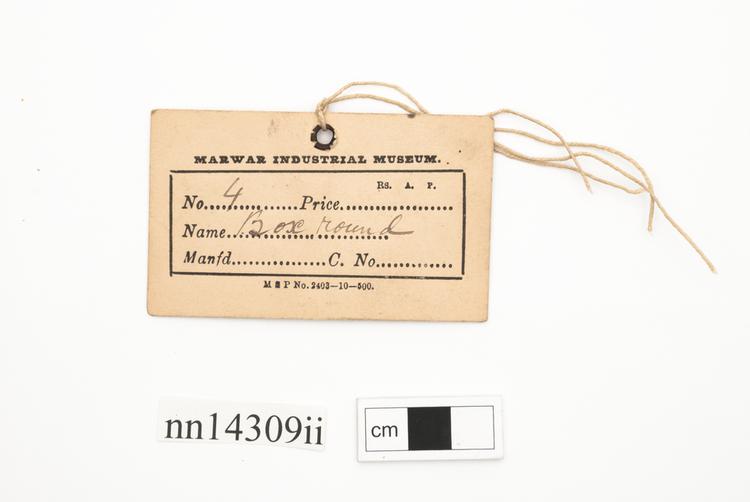 MARWAR INDUSTRIAL MUSEUM.
Rs. A. P.
No. 4 Price
Name Box round
Manfd. C. No.
M S P No. 2403—10—500.
nn14309ii
cm